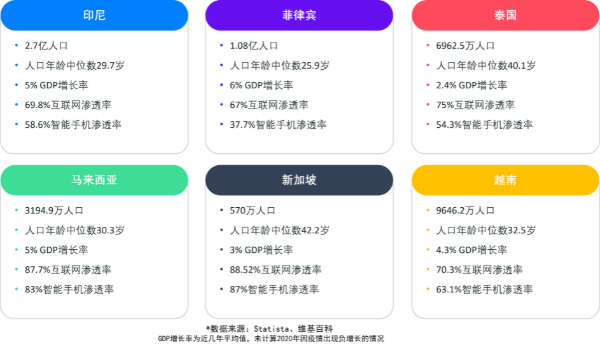 印尼
• 2.7亿人口
• 人口年龄中位数29.7岁
• 5% GDP增长率
• 69.8%互联网渗透率
• 58.6%智能手机渗透率
菲律宾
• 1.08亿人口
• 人口年龄中位数25.9岁
• 6% GDP增长率
• 67%互联网渗透率
• 37.7%智能手机渗透率
泰国
• 6962.5万人口
• 人口年龄中位数40.1岁
• 2.4% GDP增长率
• 75%互联网渗透率
• 54.3%智能手机渗透率
马来西亚
• 3194.9万人口
• 人口年龄中位数30.3岁
• 5% GDP增长率
• 87.7%互联网渗透率
• 83%智能手机渗透率
新加坡
• 570万人口
• 人口年龄中位数42.2岁
• 3% GDP增长率
• 88.52%互联网渗透率
• 87%智能手机渗透率
越南
• 9646.2万人口
• 人口年龄中位数32.5岁
• 4.3% GDP增长率
• 70.3%互联网渗透率
• 63.1%智能手机渗透率
*数据来源：Statista、维基百科
GDP增长率为近几年平均值，未计算2020年因疫情出现负增长的情况